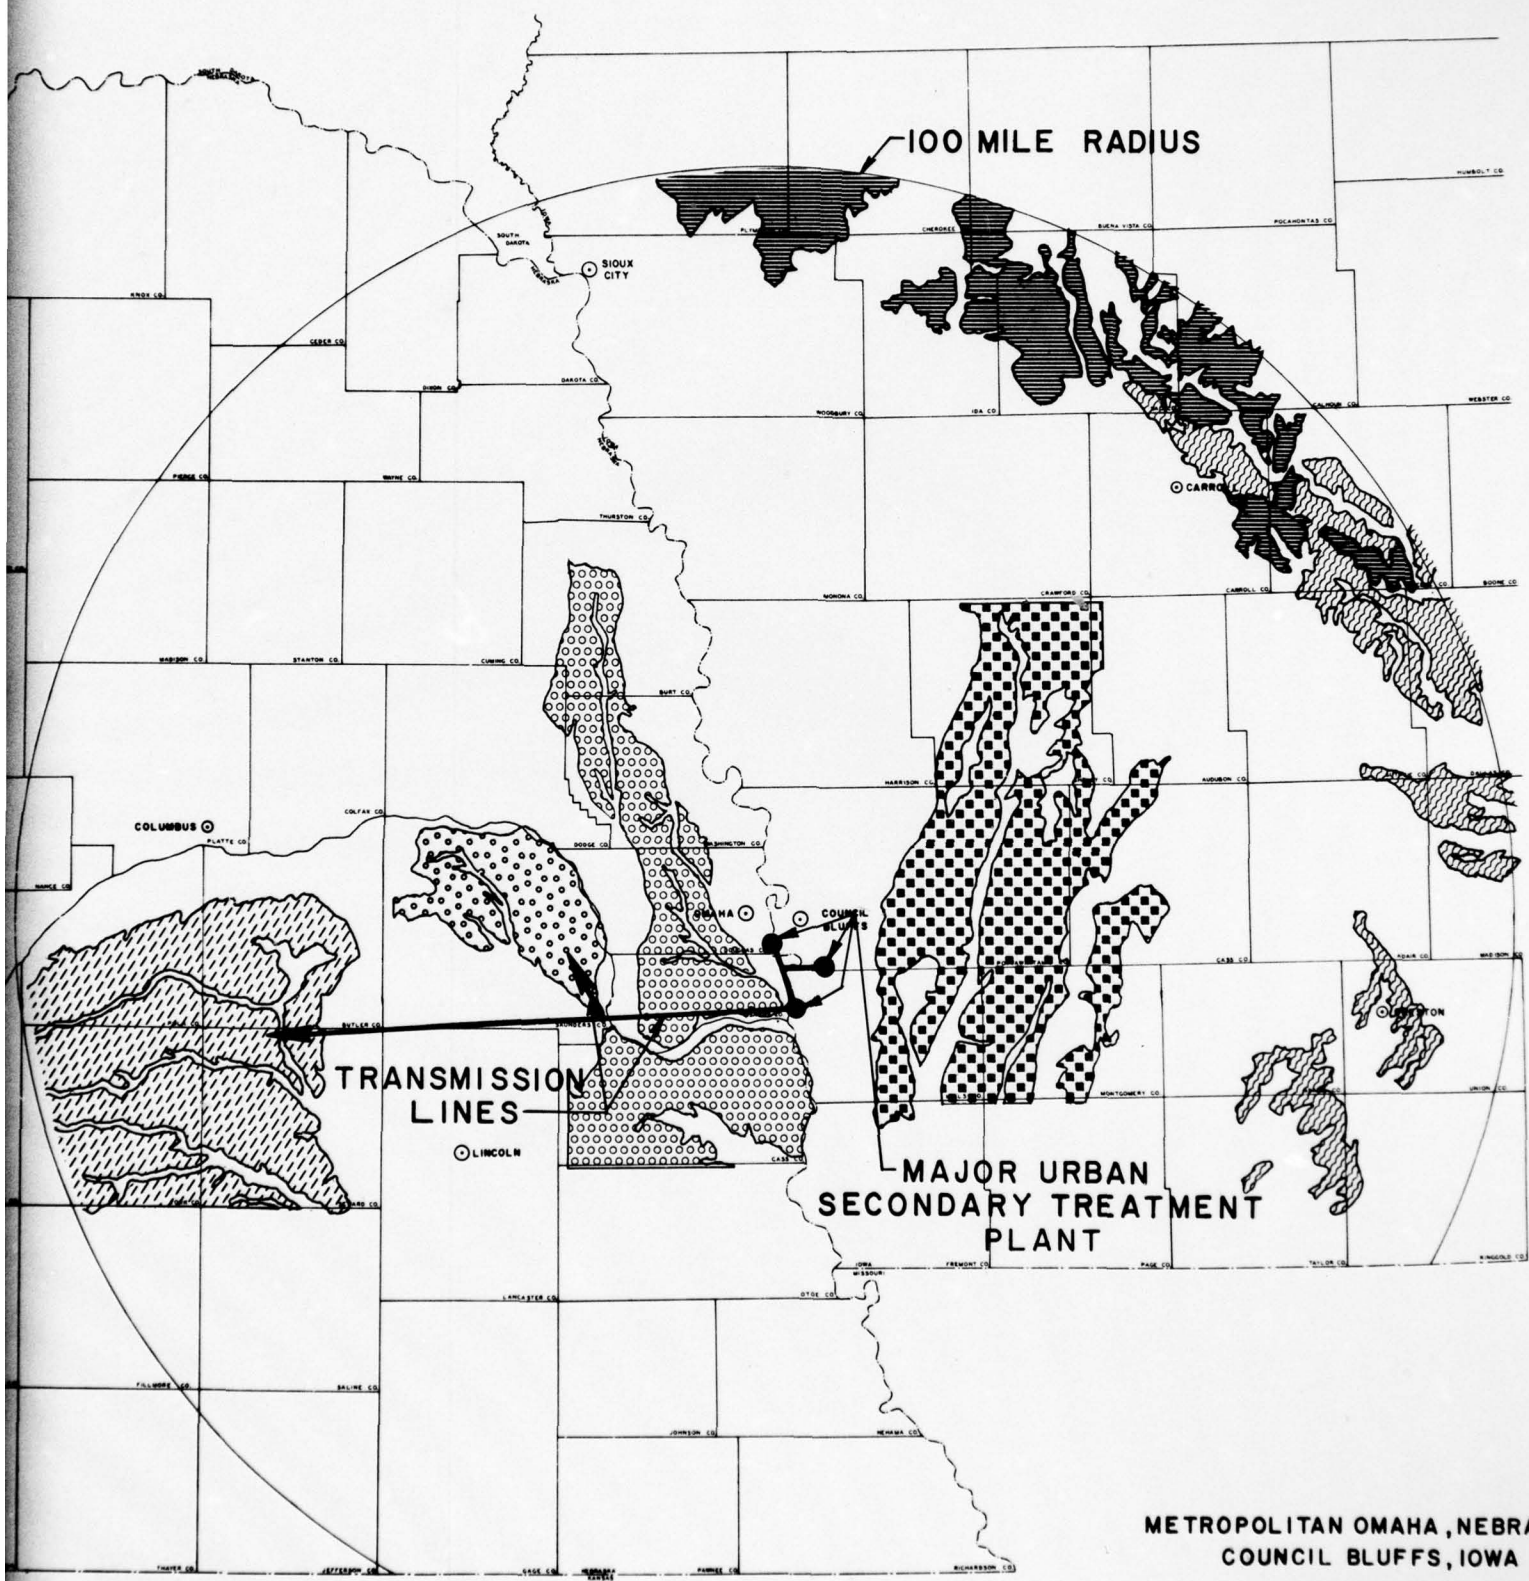 100 MILE RADIUS
SOUTH DAKOTA
NEBRASKA
HUMBOLT CO.
POCAHONTAS CO.
BUENA VISTA CO.
CHEROKEE
SOUTH
DAKOTA
NEBRASKA
SIOUX
CITY
KNOX CO.
CEDER CO.
DIXON CO.
DAKOTA CO.
WOODBURY CO.
IDA CO.
CALHOUN CO.
WEBSTER CO.
PIERCE CO.
WAYNE CO.
CARROLL
THURSTON CO.
MONONA CO.
CRAWFORD CO.
CARROLL CO.
BOONE CO.
MADISON CO.
STANTON CO.
CUMING CO.
BURT CO.
HARRISON CO.
AUDUBON CO.
COLUMBUS
PLATTE CO.
COLFAX CO.
DODGE CO.
WASHINGTON CO.
NANCE CO.
OMAHA
COUNCIL
BLUFFS
CASS CO.
ADAIR CO.
MADISON CO.
BUTLER CO.
SAUNDERS CO.
TRANSMISSION
LINES
MONTGOMERY CO.
UNION CO.
LINCOLN
CASS CO.
MAJOR URBAN
SECONDARY TREATMENT
PLANT
IOWA
MISSOURI
FREMONT CO.
PAGE CO.
TAYLOR CO.
RINGGOLD CO.
LANCASTER CO.
OTOE CO.
FILLMORE CO.
SALINE CO.
JOHNSON CO.
NEHAMA CO.
METROPOLITAN OMAHA, NEBRA
COUNCIL BLUFFS, IOWA
THAYER CO.
JEFFERSON CO.
GAGE CO.
NEBRASKA
KANSAS
PAWNEE CO.
RICHARDSON CO.